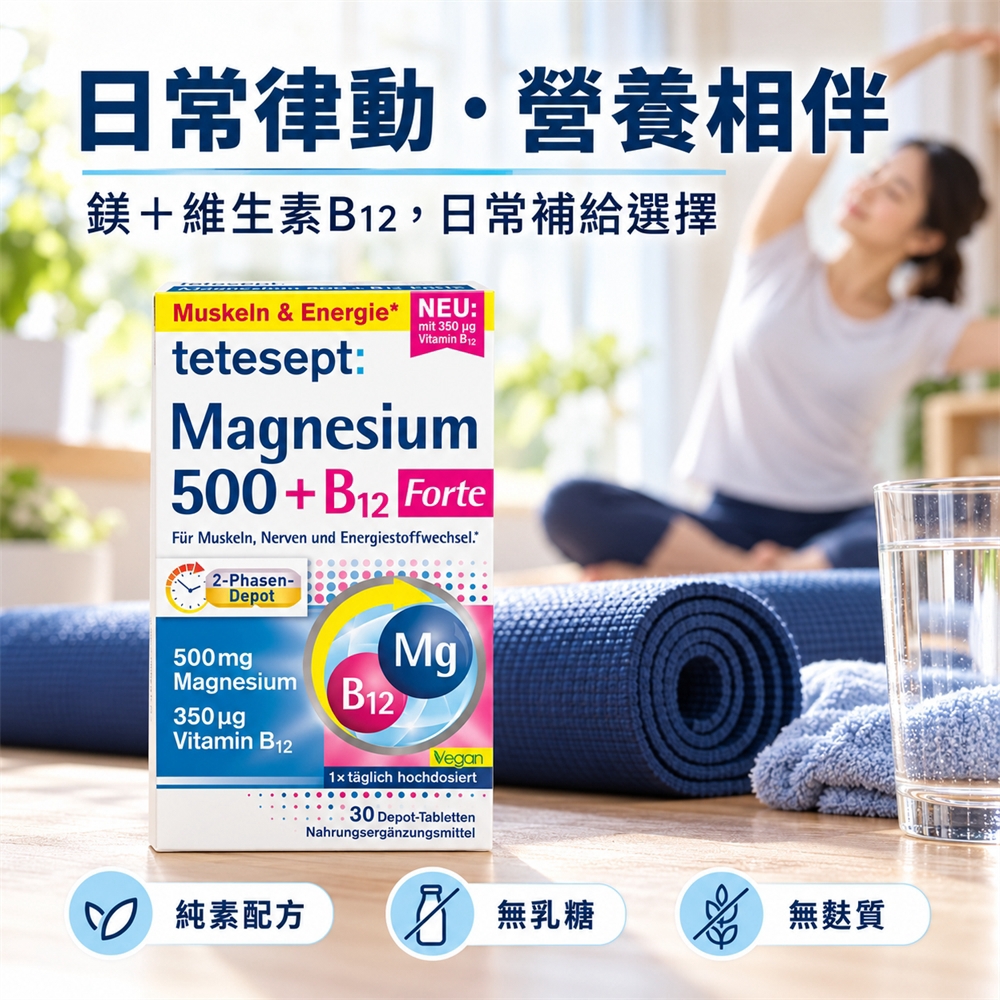 日常律動·營養相伴
鎂＋維生素B12，日常補給選擇
Muskeln & Energie*
NEU:
mit 350 µg
Vitamin B12
tetesept:
Magnesium
500 + B12 Forte
Für Muskeln, Nerven und Energiestoffwechsel.*
2-Phasen-
Depot
500 mg
Magnesium
350 µg
Vitamin B12
Mg
B12
Vegan
1x täglich hochdosiert
30 Depot-Tabletten
Nahrungsergänzungsmittel
純素配方
無乳糖
無麩質